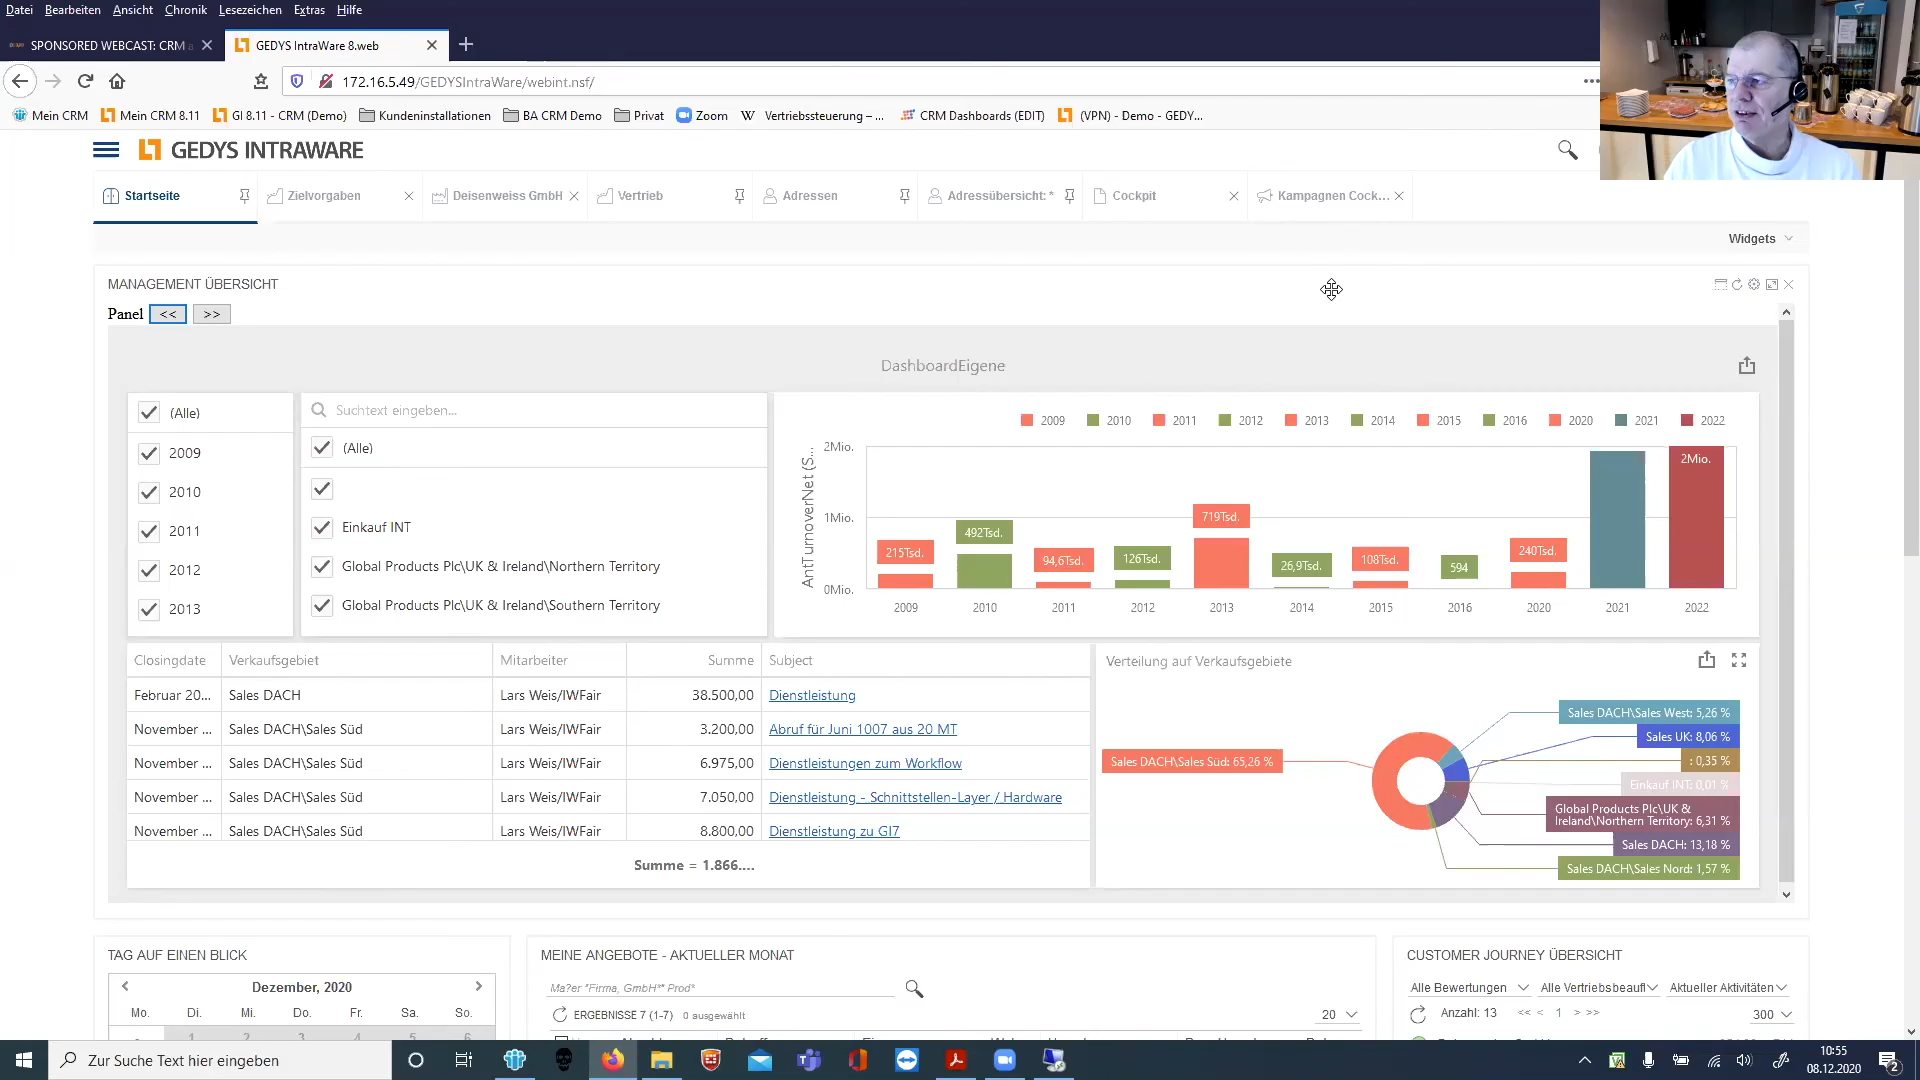 Datei Bearbeiten Ansicht Chronik Lesezeichen Extras Hilfe
SPONSORED WEBCAST: CRM
GEDYS IntraWare 8.web
172.16.5.49/GEDYSIntraWare/webint.nsf/
Mein CRM Mein CRM 8.11 GI 8.11 - CRM (Demo) Kundeninstallationen BA CRM Demo Privat Zoom Vertriebssteuerung – ... CRM Dashboards (EDIT) (VPN) - Demo - GEDY...
GEDYS INTRAWARE
Startseite Zielvorgaben Deisenweiss GmbH Vertrieb Adressen Adressübersicht: * Cockpit Kampagnen Cock...
Widgets
MANAGEMENT ÜBERSICHT
Panel << >>
DashboardEigene
(Alle)
2009
2010
2011
2012
2013
Suchtext eingeben...
(Alle)
Einkauf INT
Global Products Plc\UK & Ireland\Northern Territory
Global Products Plc\UK & Ireland\Southern Territory
2009 2010 2011 2012 2013 2014 2015 2016 2020 2021 2022
AntTurnoverNet (S...
2Mio.
1Mio.
0Mio.
215Tsd. 492Tsd. 94,6Tsd. 126Tsd. 719Tsd. 26,9Tsd. 108Tsd. 594 240Tsd. 2Mio.
2009 2010 2011 2012 2013 2014 2015 2016 2020 2021 2022
Closingdate Verkaufsgebiet Mitarbeiter Summe Subject
Februar 20... Sales DACH Lars Weis/IWFair 38.500,00 Dienstleistung
November ... Sales DACH\Sales Süd Lars Weis/IWFair 3.200,00 Abruf für Juni 1007 aus 20 MT
November ... Sales DACH\Sales Süd Lars Weis/IWFair 6.975,00 Dienstleistungen zum Workflow
November ... Sales DACH\Sales Süd Lars Weis/IWFair 7.050,00 Dienstleistung - Schnittstellen-Layer / Hardware
November ... Sales DACH\Sales Süd Lars Weis/IWFair 8.800,00 Dienstleistung zu GI7
Summe = 1.866....
Verteilung auf Verkaufsgebiete
Sales DACH\Sales Süd: 65,26 %
Sales DACH\Sales West: 5,26 %
Sales UK: 8,06 %
: 0,35 %
Einkauf INT: 0,01 %
Global Products Plc\UK &
Ireland\Northern Territory: 6,31 %
Sales DACH: 13,18 %
Sales DACH\Sales Nord: 1,57 %
TAG AUF EINEN BLICK
Dezember, 2020
Mo. Di. Mi. Do. Fr. Sa. So.
1 2 3 4 5 6
MEINE ANGEBOTE - AKTUELLER MONAT
Ma?er "Firma, GmbH*" Prod*
ERGEBNISSE 7 (1-7) 0 ausgewählt 20
CUSTOMER JOURNEY ÜBERSICHT
Alle Bewertungen Alle Vertriebsbeauft Aktueller Aktivitäten
Anzahl: 13 << < 1 > >> 300
Zur Suche Text hier eingeben
10:55
08.12.2020
2